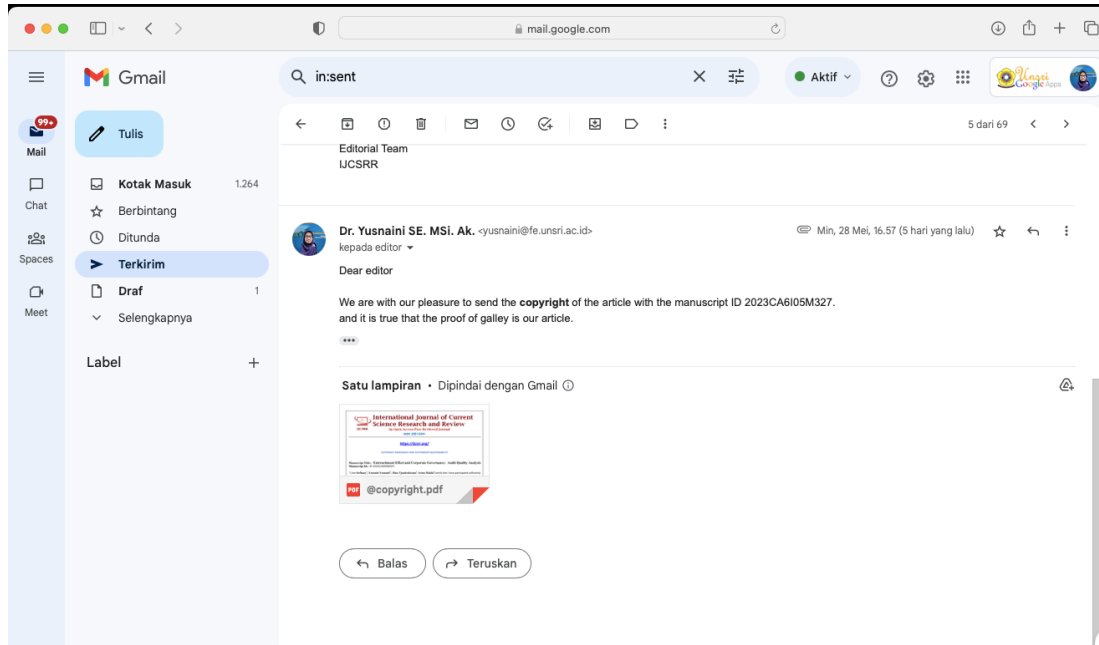 mail.google.com
Gmail
in:sent
Aktif
Unsri
Google Apps
99+
Mail
Chat
Spaces
Meet
Tulis
Kotak Masuk 1.264
Berbintang
Ditunda
Terkirim
Draf 1
Selengkapnya
Label
5 dari 69
Editorial Team
IJCSRR
Dr. Yusnaini SE. MSi. Ak. <yusnaini@fe.unsri.ac.id>
Min, 28 Mei, 16.57 (5 hari yang lalu)
kepada editor
Dear editor
We are with our pleasure to send the copyright of the article with the manuscript ID 2023CA6I05M327.
and it is true that the proof of galley is our article.
Satu lampiran • Dipindai dengan Gmail
International Journal of Current
Science Research and Review
PDF @copyright.pdf
Balas
Teruskan